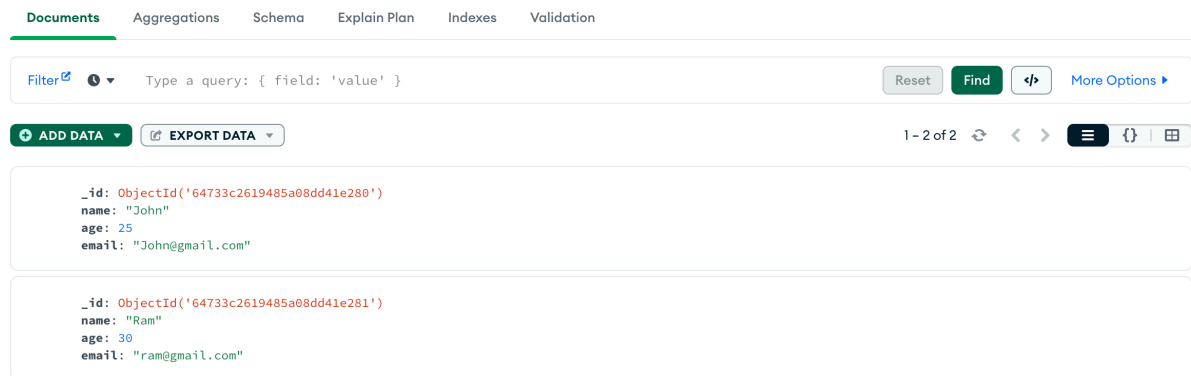 Documents Aggregations Schema Explain Plan Indexes Validation
Filter Type a query: { field: 'value' } Reset Find </> More Options
ADD DATA EXPORT DATA 1 – 2 of 2 {}
_id: ObjectId('64733c2619485a08dd41e280')
name: "John"
age: 25
email: "John@gmail.com"
_id: ObjectId('64733c2619485a08dd41e281')
name: "Ram"
age: 30
email: "ram@gmail.com"